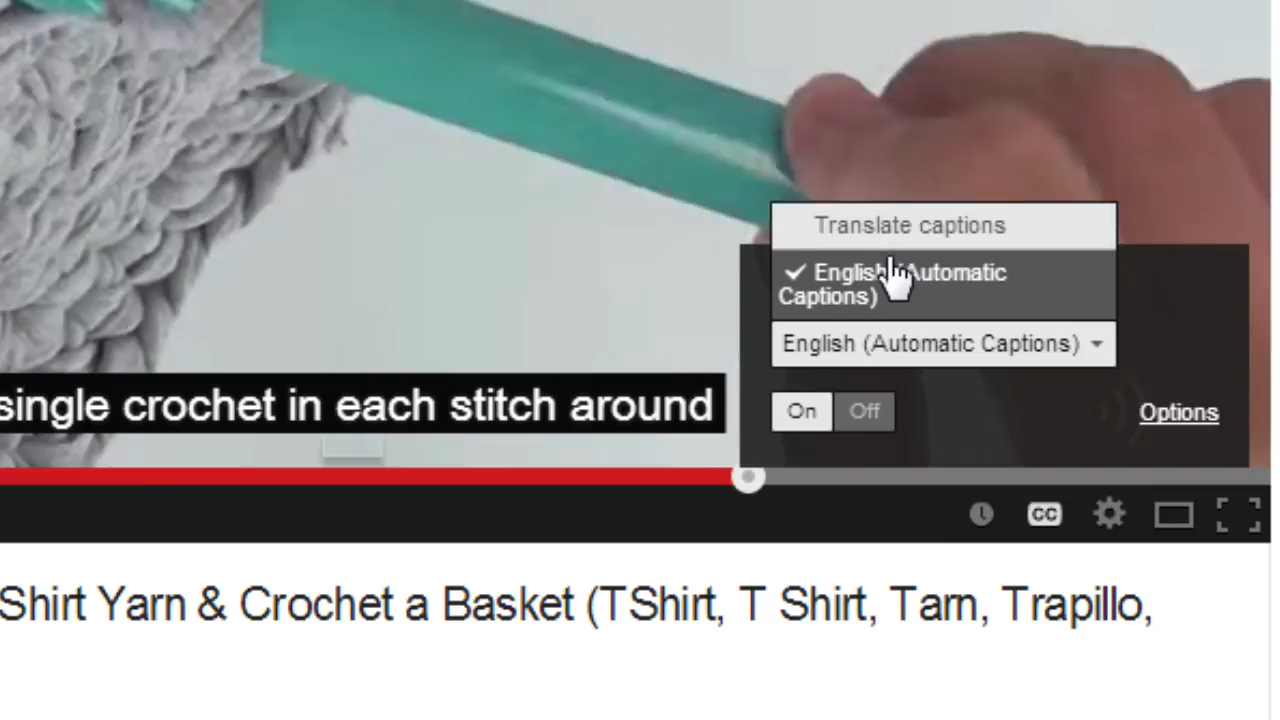 Translate captions
✓ English (Automatic
Captions)
English (Automatic Captions)
single crochet in each stitch around
On Off Options
CC
Shirt Yarn & Crochet a Basket (TShirt, T Shirt, Tarn, Trapillo,